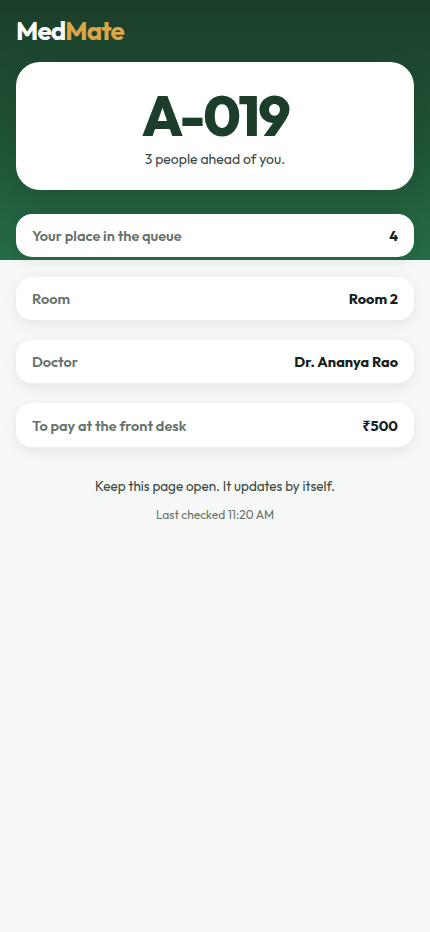 MedMate
A-019
3 people ahead of you.
Your place in the queue 4
Room Room 2
Doctor Dr. Ananya Rao
To pay at the front desk ₹500
Keep this page open. It updates by itself.
Last checked 11:20 AM